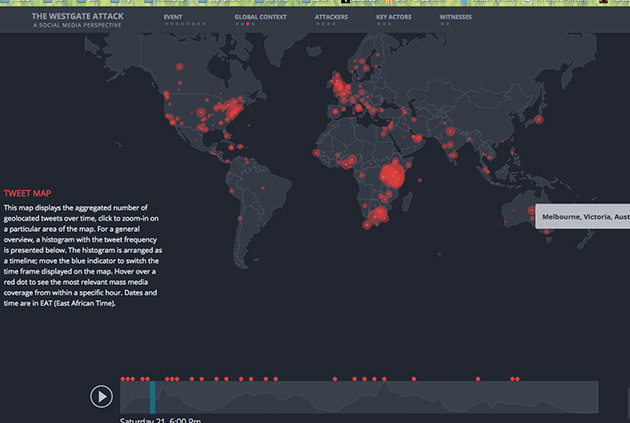 THE WESTGATE ATTACK
A SOCIAL MEDIA PERSPECTIVE
EVENT
GLOBAL CONTEXT
ATTACKERS
KEY ACTORS
WITNESSES
TWEET MAP
This map displays the aggregated number of
geolocated tweets over time, click to zoom-in on
a particular area of the map. For a general
overview, a histogram with the tweet frequency
is presented below. The histogram is arranged as
a timeline; move the blue indicator to switch the
time frame displayed on the map. Hover over a
red dot to see the most relevant mass media
coverage from within a specific hour. Dates and
time are in EAT (East African Time).
Melbourne, Victoria, Aust
Saturday 21, 6:00 Pm